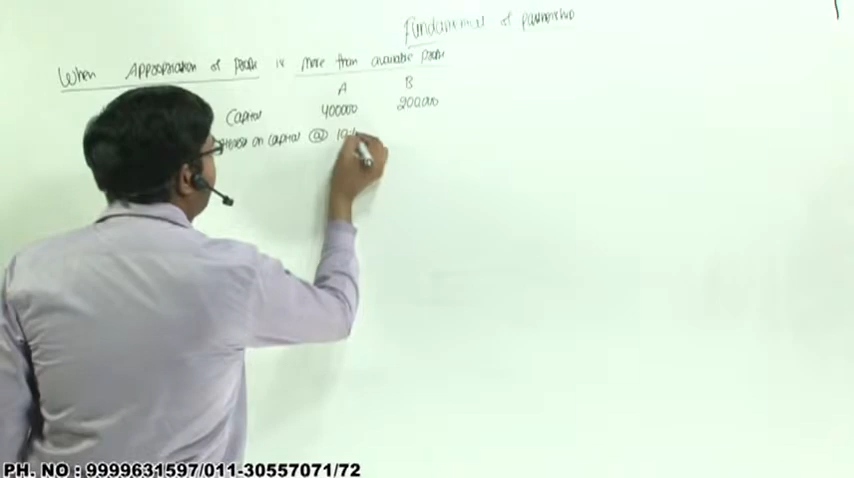 Fundamental of partnership
When Appropriation of Profit is more than available profit
A B
Capital 400000 200000
on Capital @ 10%
PH. NO : 9999631597/011-30557071/72